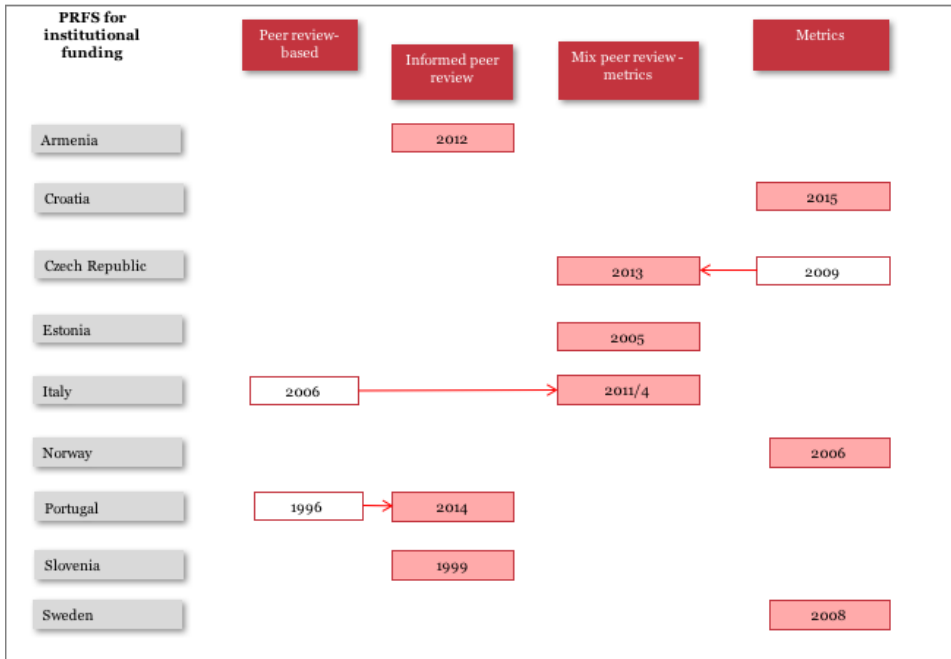 PRFS for
institutional
funding
Peer review-
based
Informed peer
review
Mix peer review -
metrics
Metrics
Armenia
2012
Croatia
2015
Czech Republic
2013
2009
Estonia
2005
Italy
2006
2011/4
Norway
2006
Portugal
1996
2014
Slovenia
1999
Sweden
2008